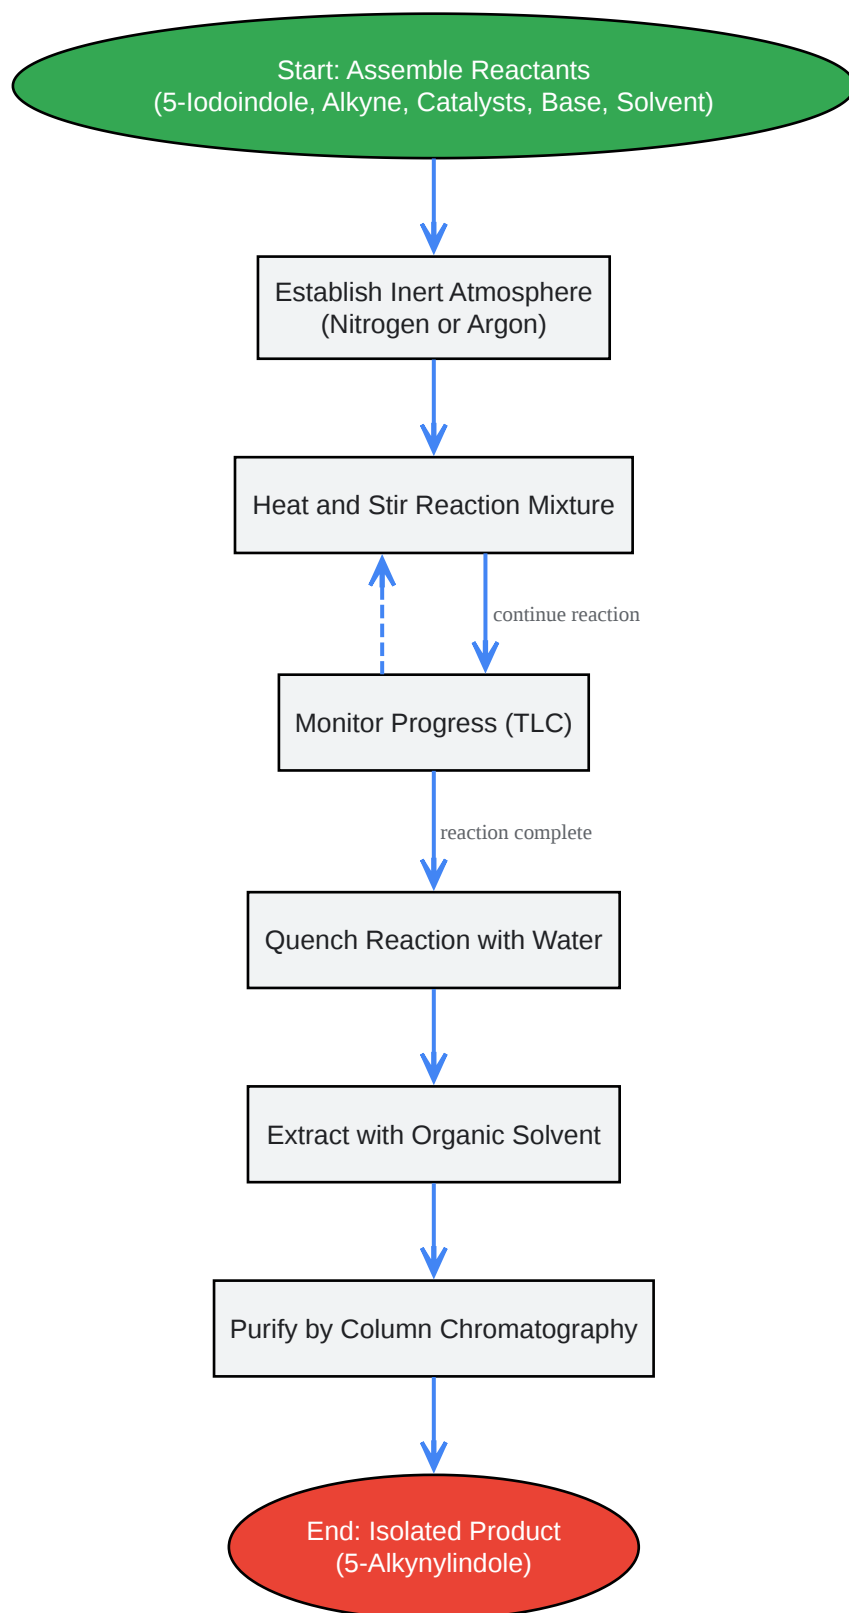 Start: Assemble Reactants
(5-Iodoindole, Alkyne, Catalysts, Base, Solvent)
Establish Inert Atmosphere
(Nitrogen or Argon)
Heat and Stir Reaction Mixture
continue reaction
Monitor Progress (TLC)
reaction complete
Quench Reaction with Water
Extract with Organic Solvent
Purify by Column Chromatography
End: Isolated Product
(5-Alkynylindole)